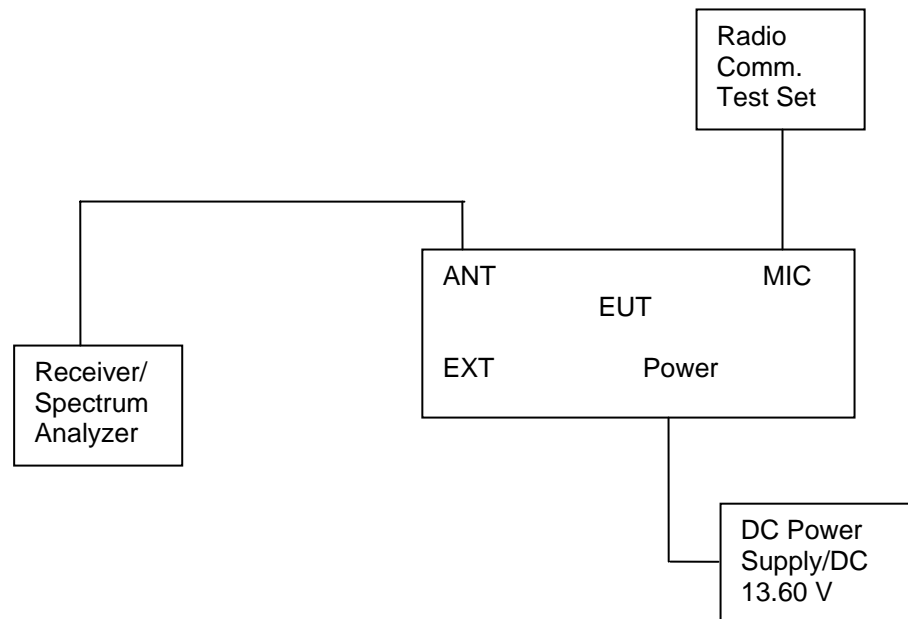 Radio
Comm.
Test Set
ANT
MIC
EUT
EXT
Power
Receiver/
Spectrum
Analyzer
DC Power
Supply/DC
13.60 V